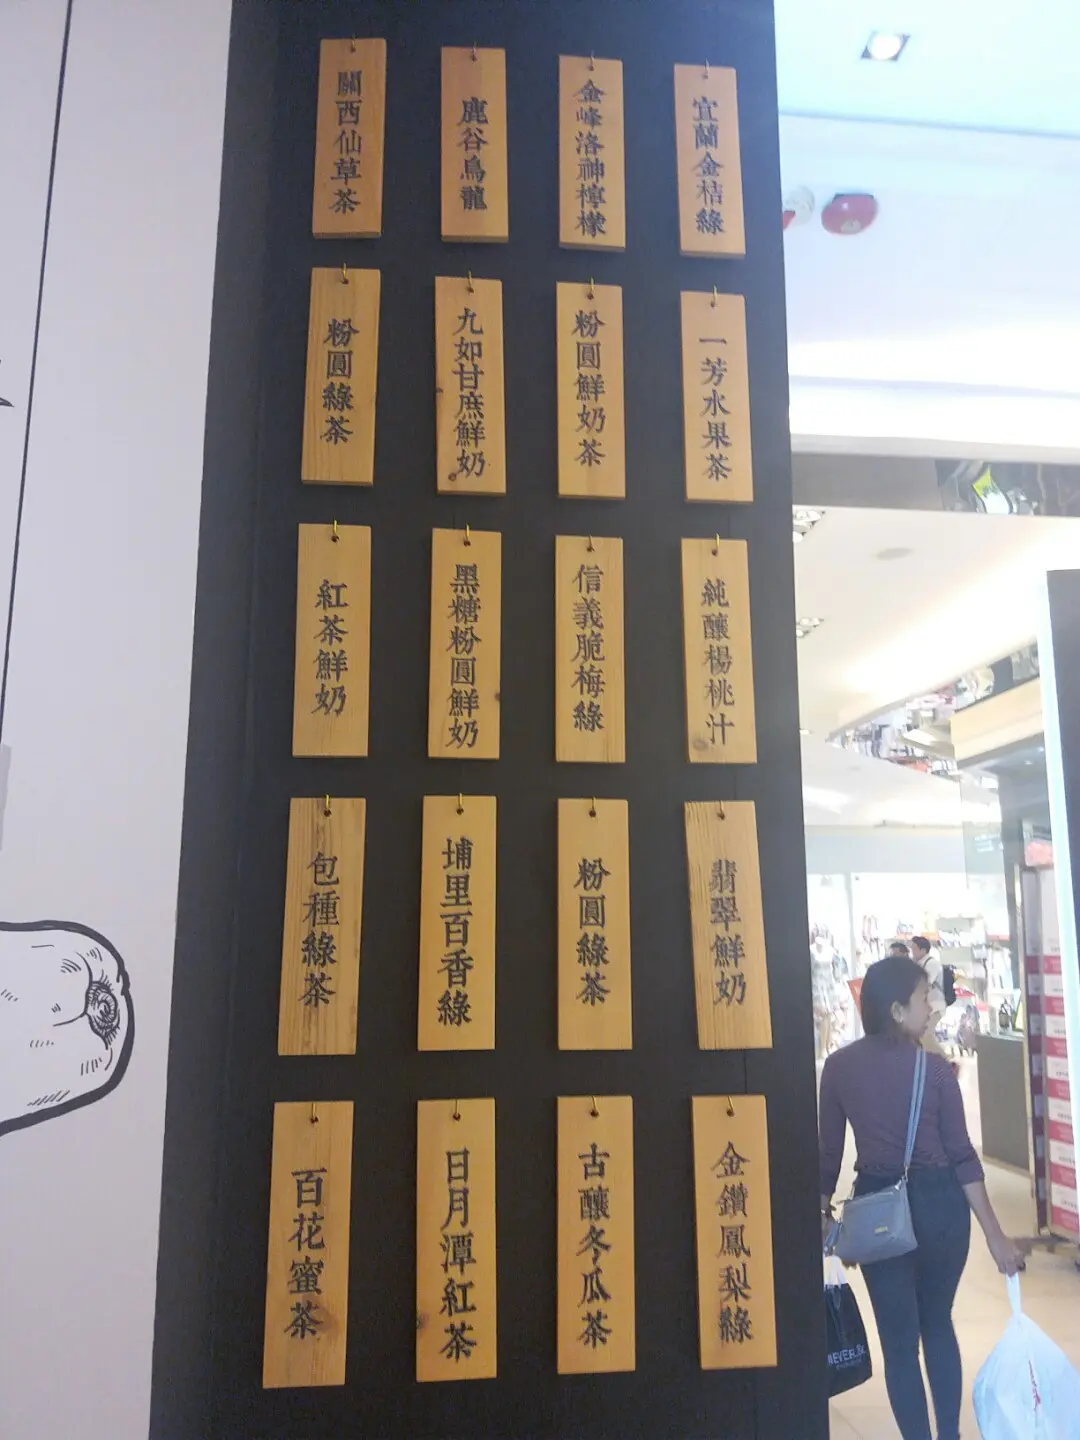 宜蘭金桔綠
金峰洛神檸檬
鹿谷烏龍
關西仙草茶
一芳水果茶
粉圓鮮奶茶
九如甘庶鮮奶
粉圓綠茶
純釀楊桃汁
信義脆梅綠
黑糖粉圓鮮奶
紅茶鮮奶
翡翠鮮奶
粉圓綠茶
埔里百香綠
包種綠茶
金鑽鳳梨綠
古釀冬瓜茶
日月潭紅茶
百花蜜茶